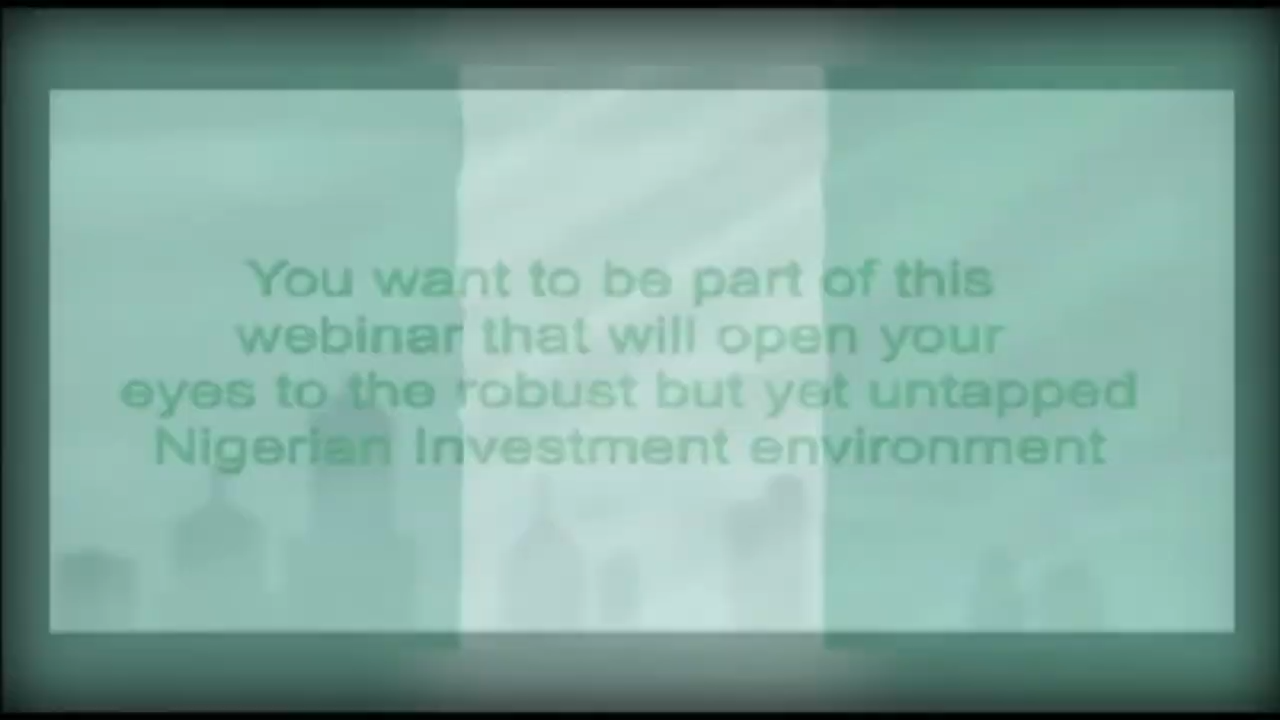 You want to be part of this
webinar that will open your
eyes to the robust but yet untapped
Nigerian Investment environment